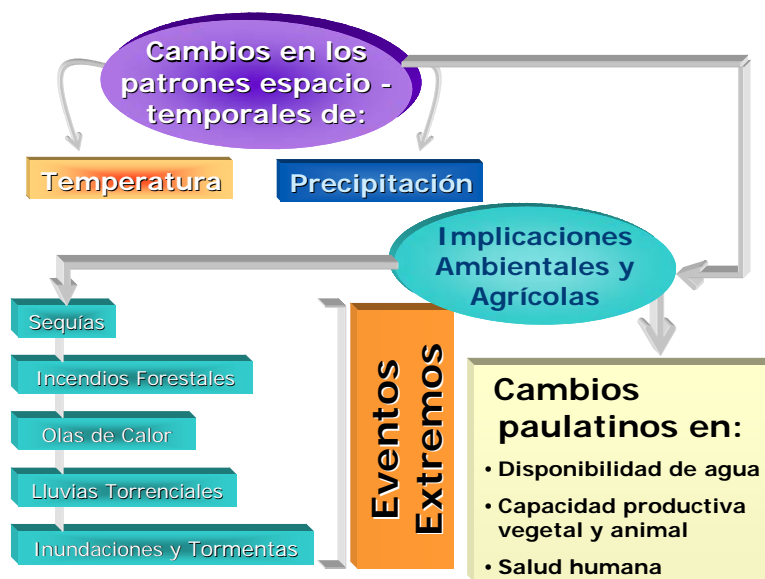 Cambios en los
patrones espacio -
temporales de:
Temperatura
Precipitación
Implicaciones
Ambientales y
Agrícolas
Sequías
Incendios Forestales
Olas de Calor
Lluvias Torrenciales
Inundaciones y Tormentas
Eventos
Extremos
Cambios
paulatinos en:
• Disponibilidad de agua
• Capacidad productiva
vegetal y animal
• Salud humana